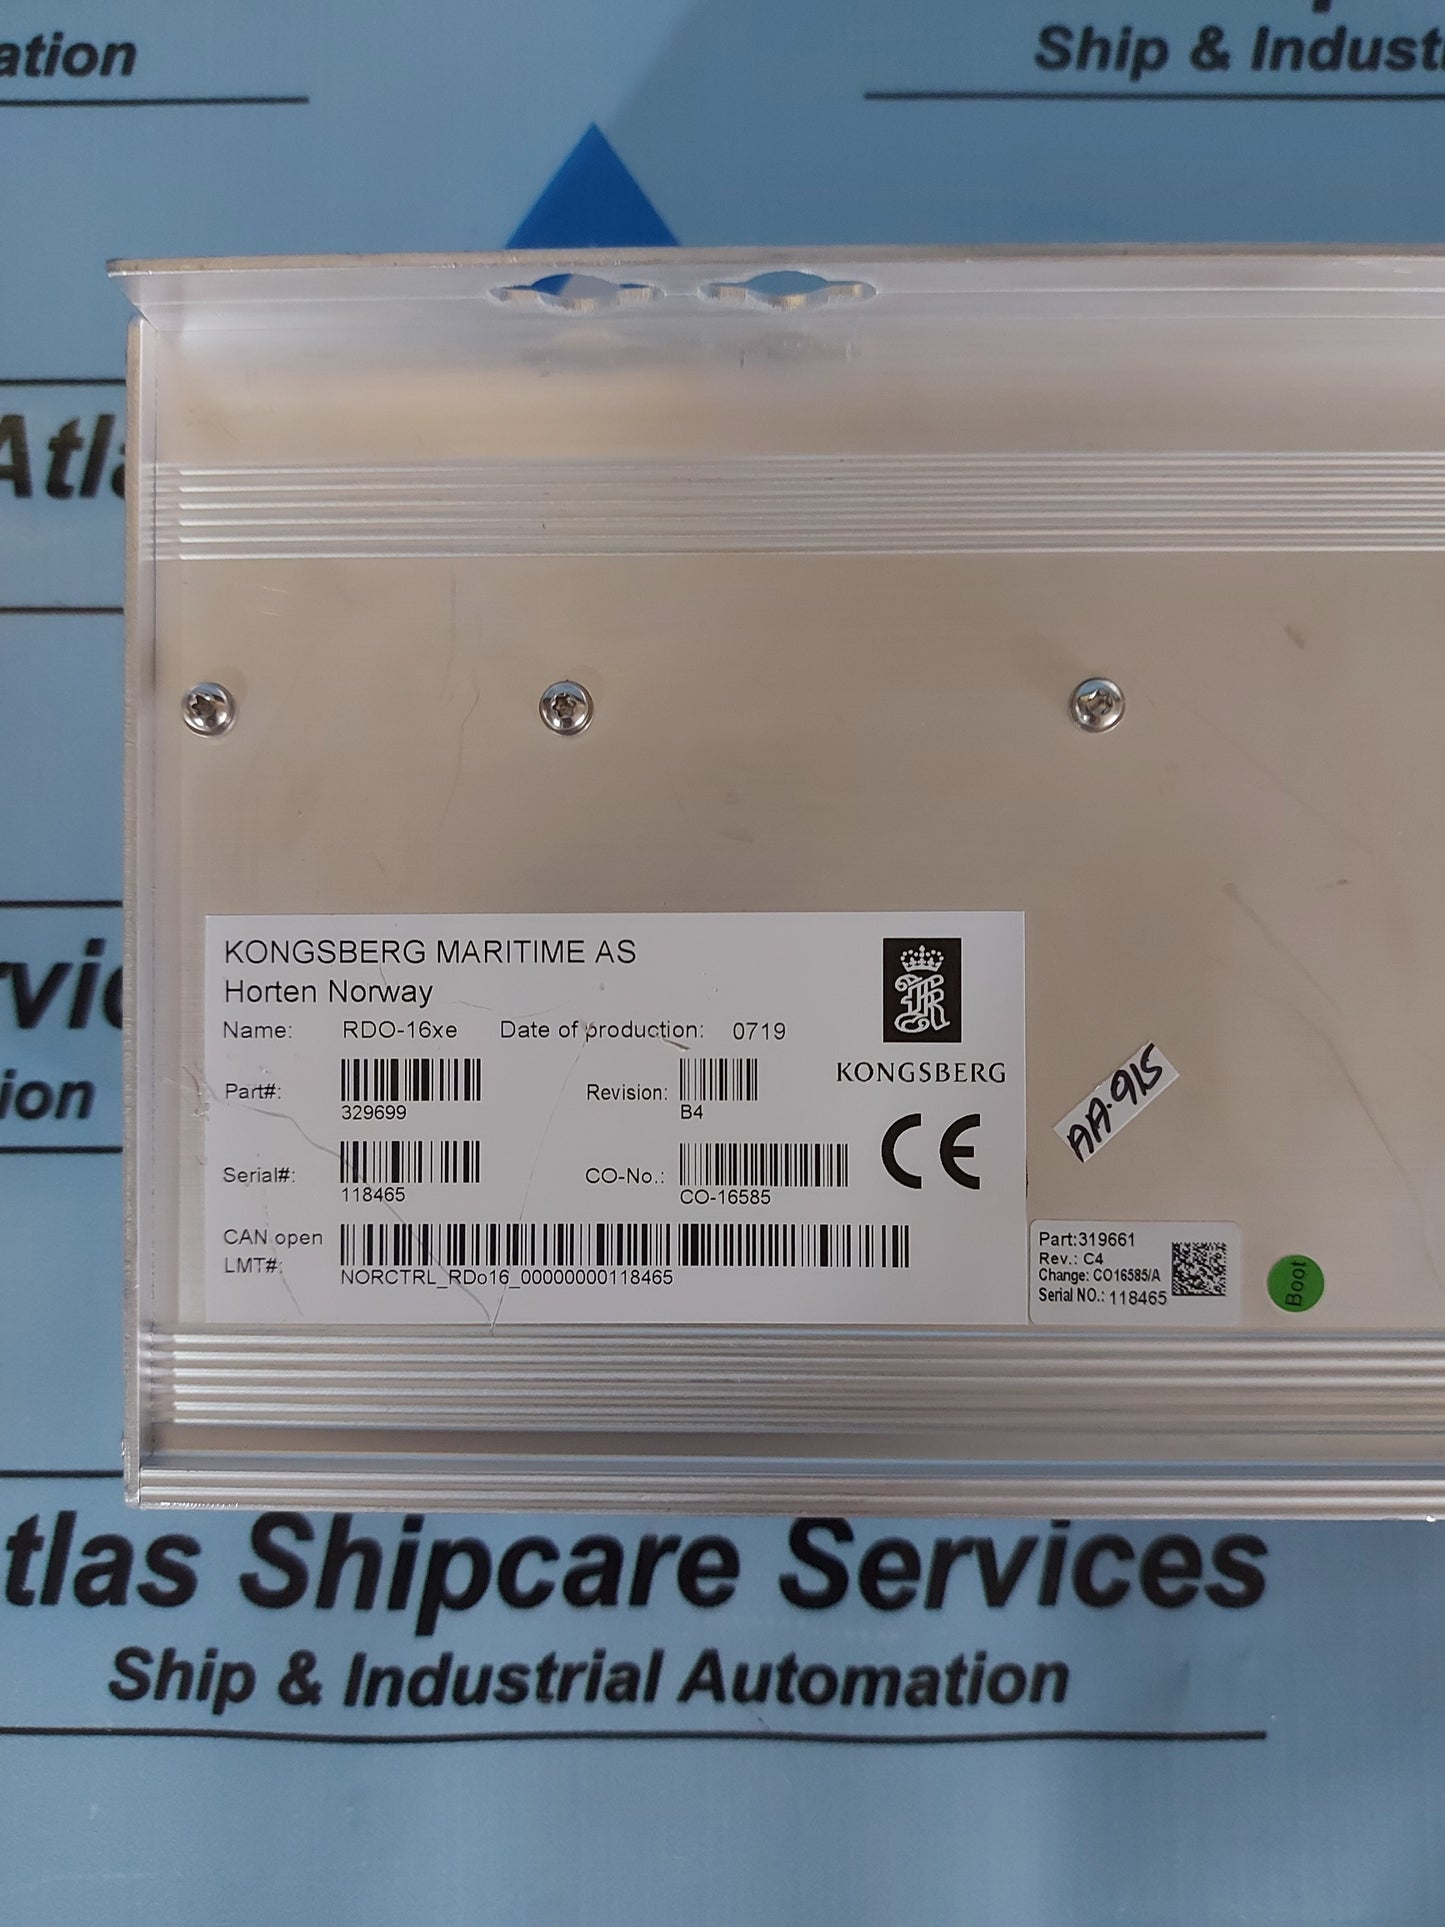 ation
Ship & Indust
Atla
rvic
ion
KONGSBERG MARITIME AS
Horten Norway
Name: RDO-16xe Date of production: 0719
KONGSBERG
Part#: 329699 Revision: B4
Serial#: 118465 CO-No.: CO-16585
CE
CAN open
LMT#: NORCTRL_RDo16_00000000118465
AA-915
Part:319661
Rev.: C4
Change: CO16585/A
Serial NO.: 118465
Boot
tlas Shipcare Services
Ship & Industrial Automation